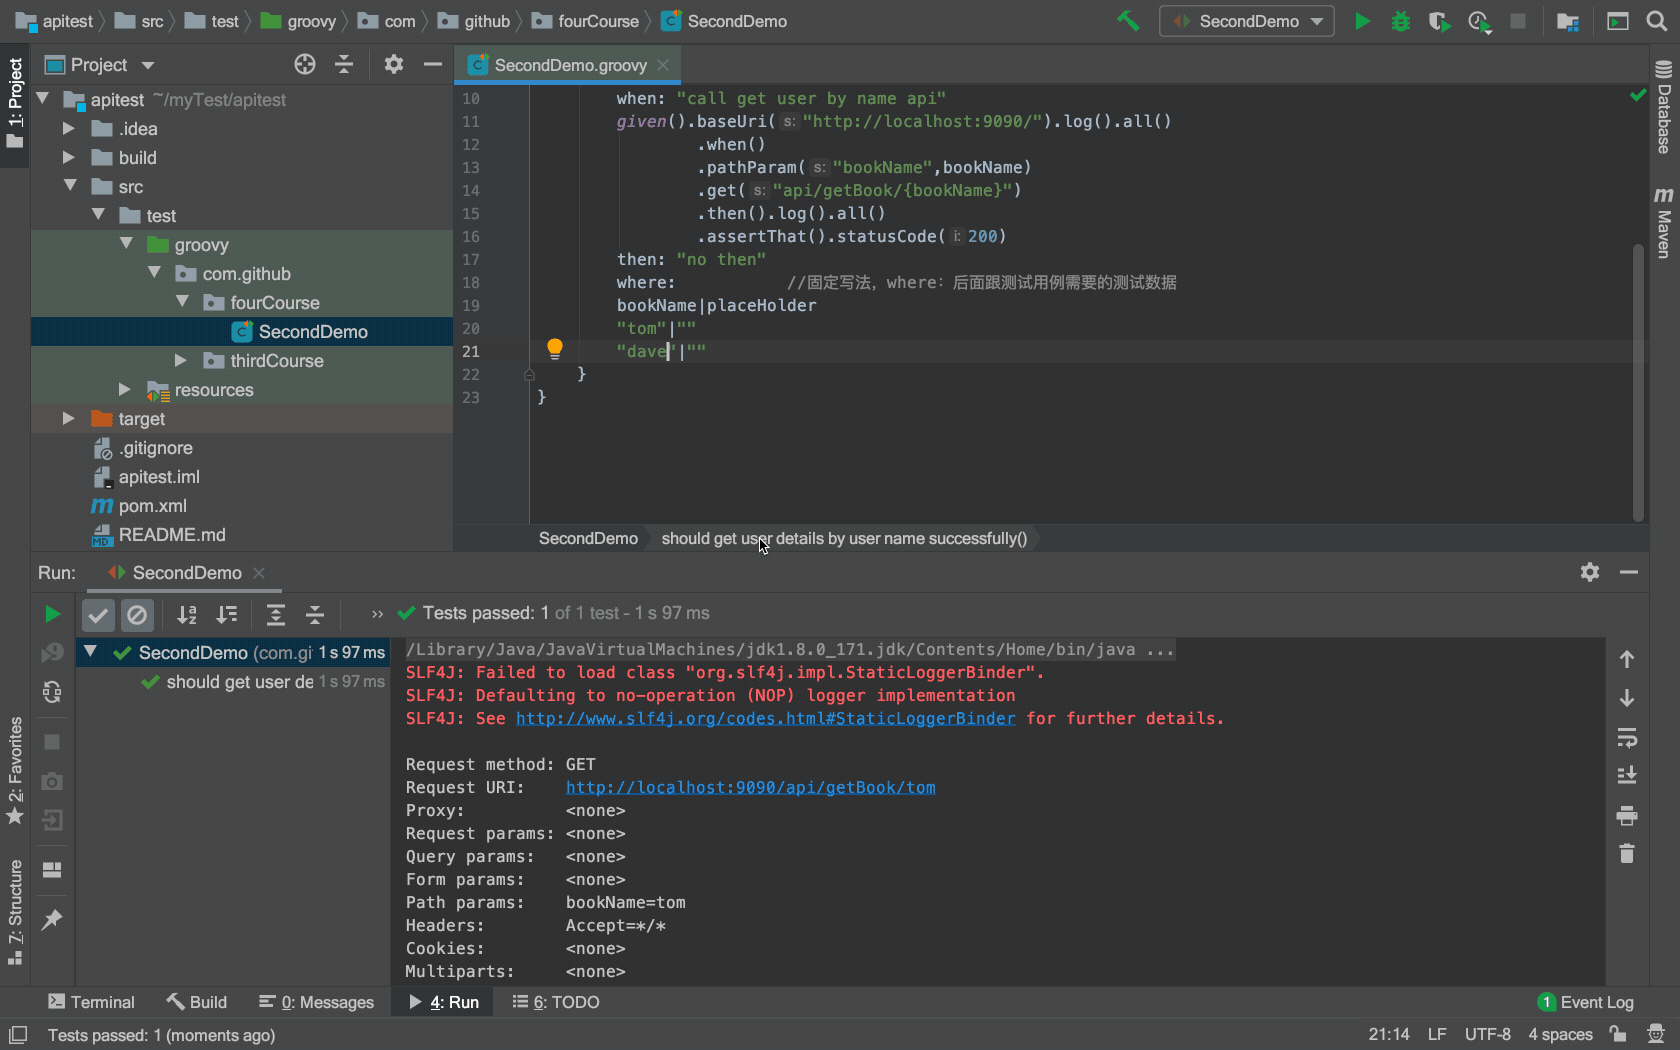 apitest src test groovy com github fourCourse SecondDemo SecondDemo
1: Project
Project
SecondDemo.groovy
apitest ~/myTest/apitest
.idea
build
src
test
groovy
com.github
fourCourse
SecondDemo
thirdCourse
resources
target
.gitignore
apitest.iml
pom.xml
README.md
10 when: "call get user by name api"
11 given().baseUri( s: "http://localhost:9090/").log().all()
12 .when()
13 .pathParam( s: "bookName",bookName)
14 .get( s: "api/getBook/{bookName}")
15 .then().log().all()
16 .assertThat().statusCode( i: 200)
17 then: "no then"
18 where: //固定写法，where：后面跟测试用例需要的测试数据
19 bookName|placeHolder
20 "tom"|""
21 "dave"|""
22 }
23 }
SecondDemo should get user details by user name successfully()
Database
Maven
Run: SecondDemo
Tests passed: 1 of 1 test - 1 s 97 ms
SecondDemo (com.gi 1 s 97 ms
should get user de 1 s 97 ms
/Library/Java/JavaVirtualMachines/jdk1.8.0_171.jdk/Contents/Home/bin/java ...
SLF4J: Failed to load class "org.slf4j.impl.StaticLoggerBinder".
SLF4J: Defaulting to no-operation (NOP) logger implementation
SLF4J: See http://www.slf4j.org/codes.html#StaticLoggerBinder for further details.
Request method: GET
Request URI: http://localhost:9090/api/getBook/tom
Proxy: <none>
Request params: <none>
Query params: <none>
Form params: <none>
Path params: bookName=tom
Headers: Accept=*/*
Cookies: <none>
Multiparts: <none>
2: Favorites
7: Structure
Terminal Build 0: Messages 4: Run 6: TODO 1 Event Log
Tests passed: 1 (moments ago) 21:14 LF UTF-8 4 spaces